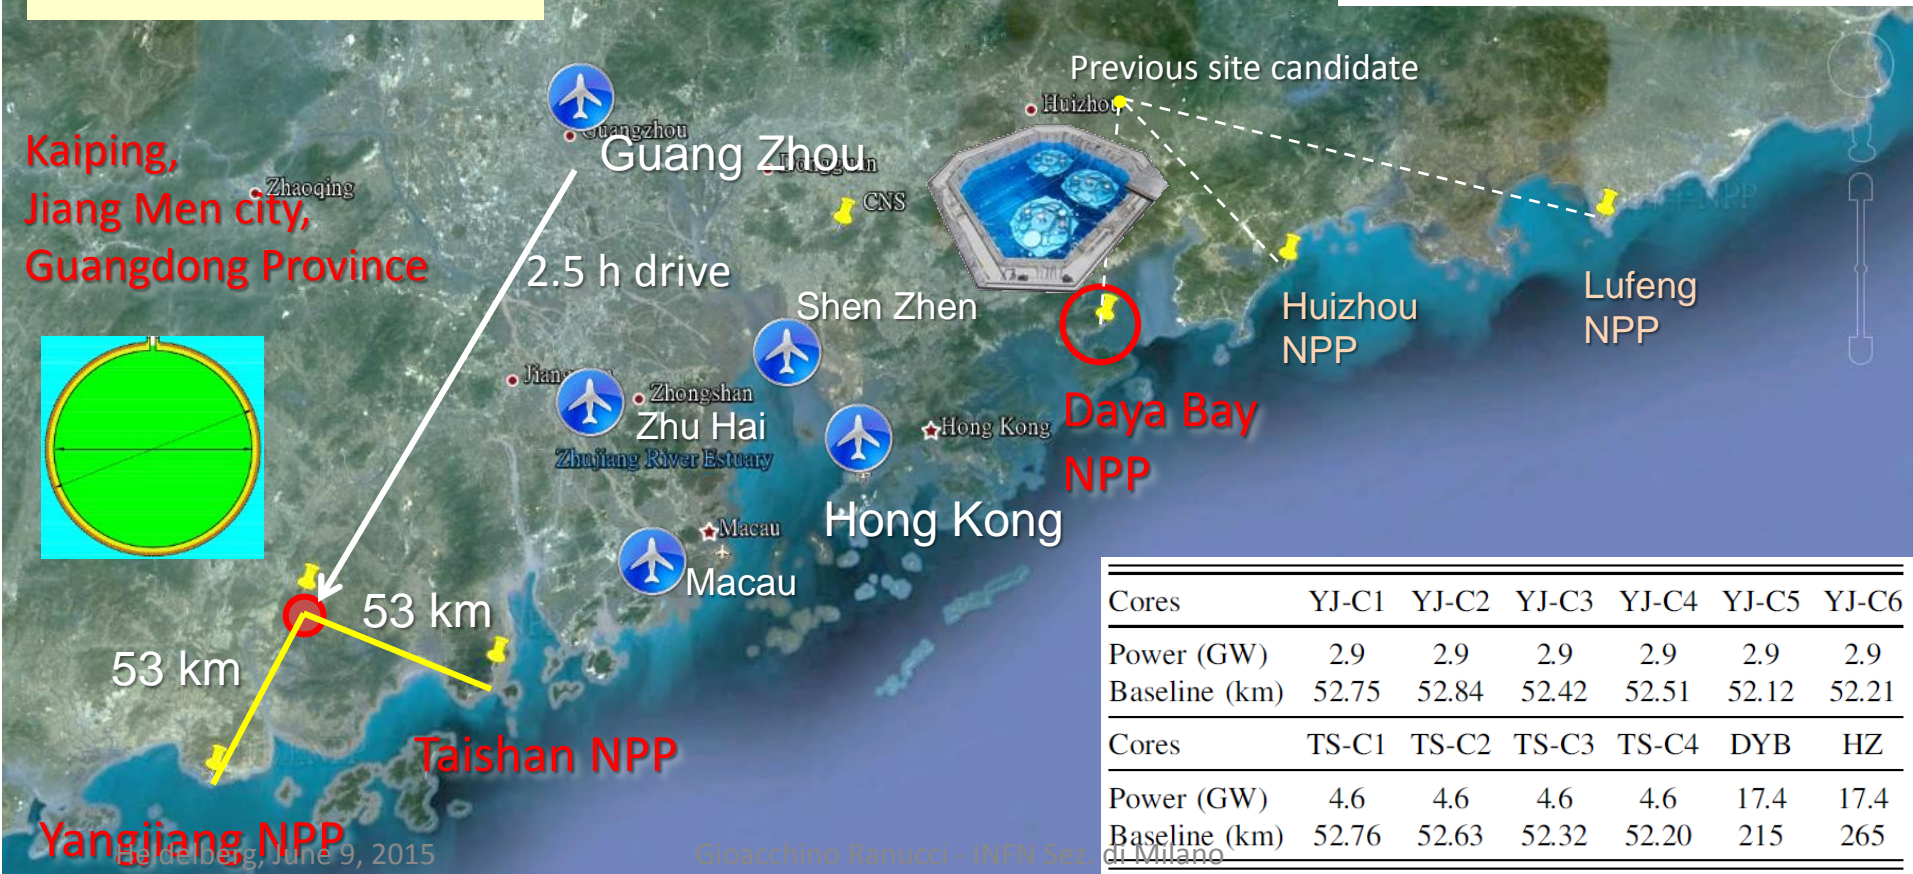 Previous site candidate
Huizhou
Kaiping,
Jiang Men city,
Guangdong Province
Guangzhou
Guang Zhou
Zhaoqing
CNS
2.5 h drive
Shen Zhen
Huizhou
NPP
Lufeng
NPP
Zhongshan
Zhu Hai
Zhujiang River Estuary
Hong Kong
Daya Bay
NPP
Hong Kong
Macau
Macau
53 km
53 km
Taishan NPP
Yangjiang NPP
Cores YJ-C1 YJ-C2 YJ-C3 YJ-C4 YJ-C5 YJ-C6
Power (GW) 2.9 2.9 2.9 2.9 2.9 2.9
Baseline (km) 52.75 52.84 52.42 52.51 52.12 52.21
Cores TS-C1 TS-C2 TS-C3 TS-C4 DYB HZ
Power (GW) 4.6 4.6 4.6 4.6 17.4 17.4
Baseline (km) 52.76 52.63 52.32 52.20 215 265
Heidelberg, June 9, 2015
Gioacchino Ranucci - INFN Sez. di Milano